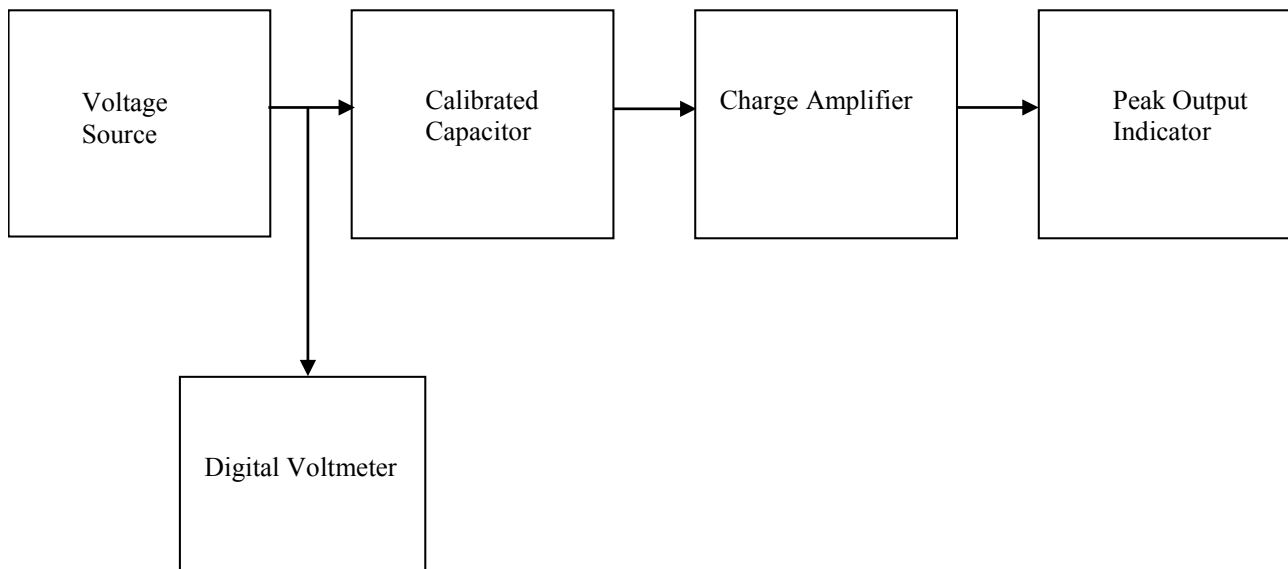 Voltage
Source
Calibrated
Capacitor
Charge Amplifier
Peak Output
Indicator
Digital Voltmeter